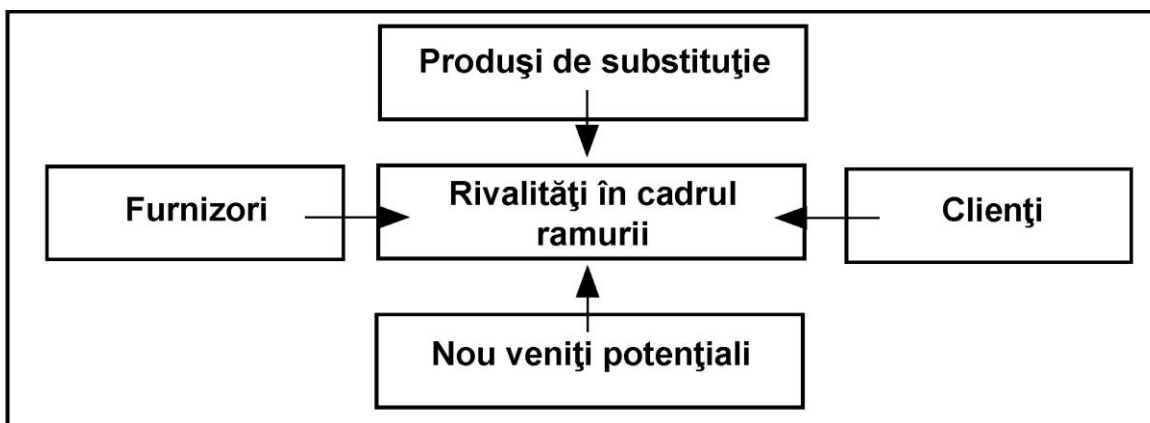 Produşi de substituţie
Furnizori
Rivalităţi în cadrul
ramurii
Clienţi
Nou veniţi potenţiali